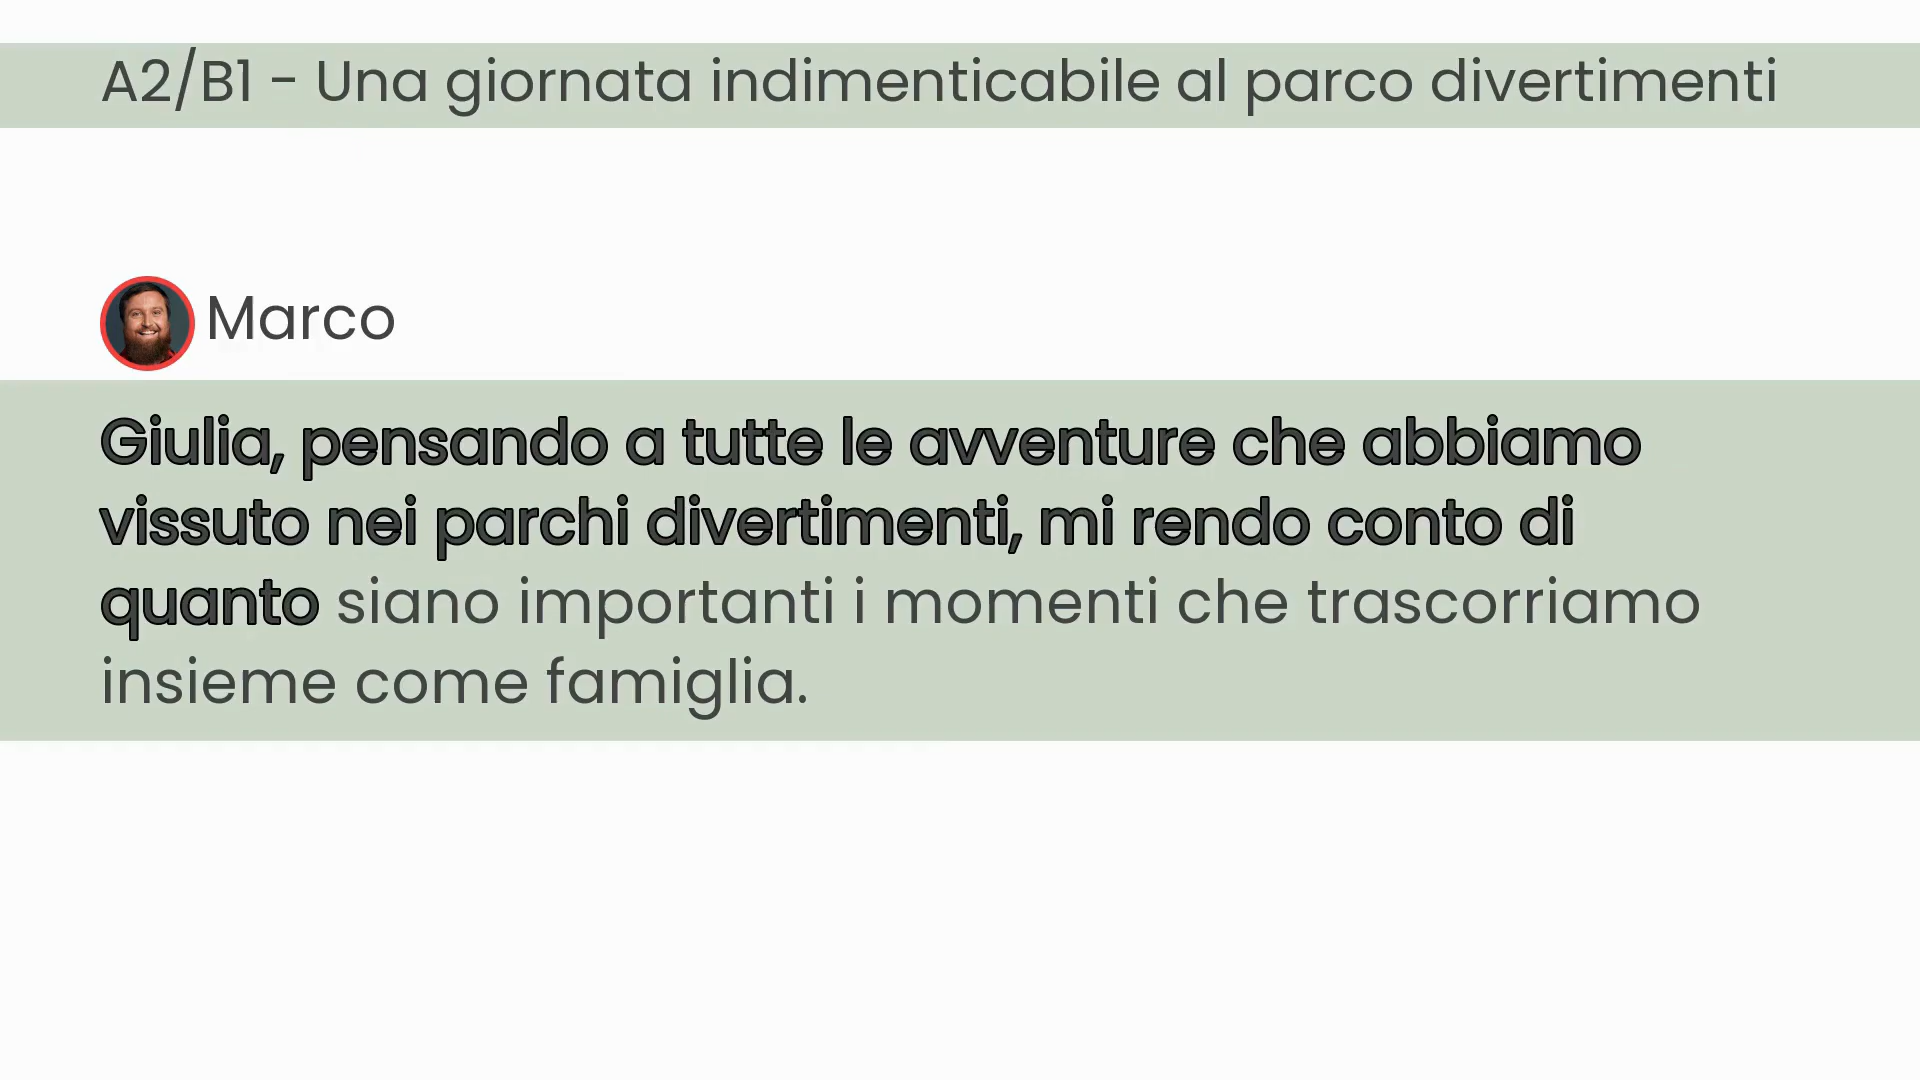 A2/B1 - Una giornata indimenticabile al parco divertimenti
Marco
Giulia, pensando a tutte le avventure che abbiamo
vissuto nei parchi divertimenti, mi rendo conto di
quanto siano importanti i momenti che trascorriamo
insieme come famiglia.